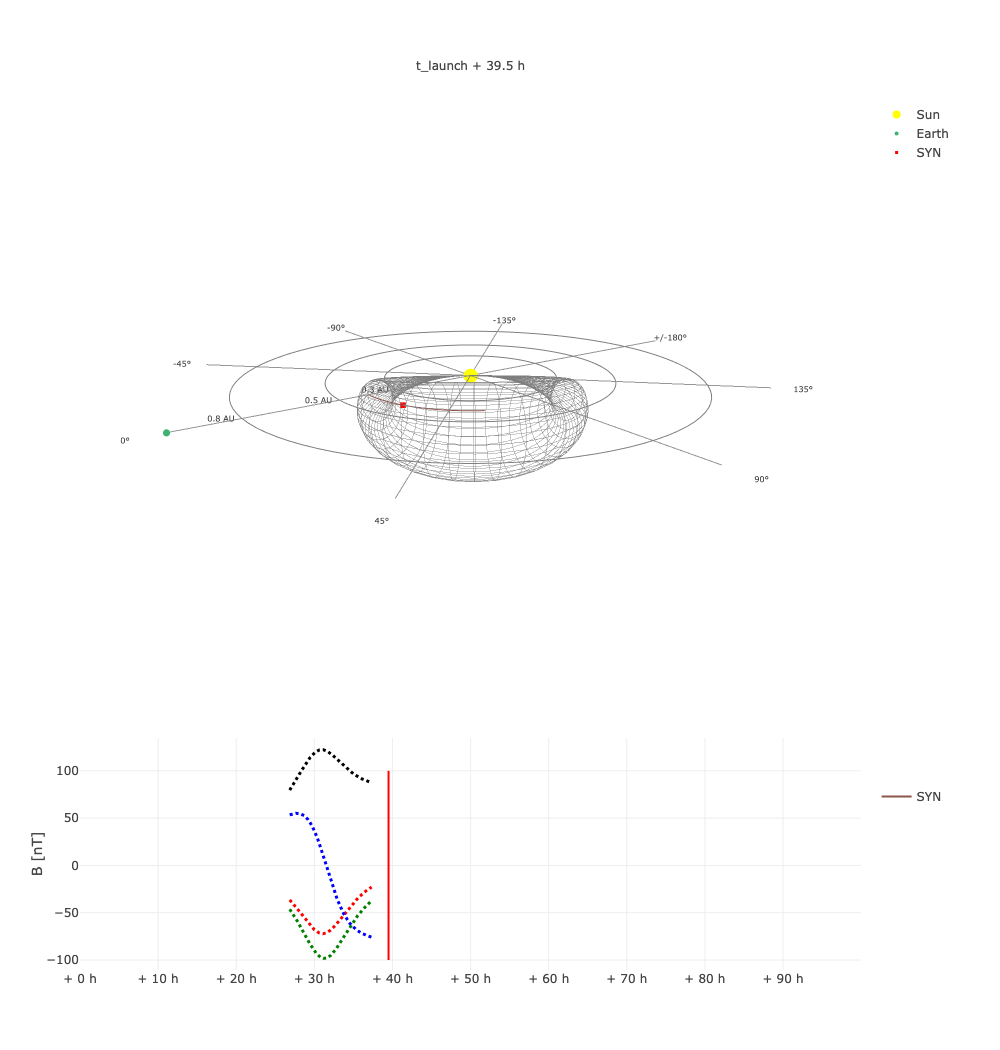 t_launch + 39.5 h
Sun
Earth
SYN
-135°
-90°
+/-180°
-45°
135°
0.3 AU
0.5 AU
0.8 AU
0°
90°
45°
100
50
0
−50
−100
B [nT]
SYN
+ 0 h
+ 10 h
+ 20 h
+ 30 h
+ 40 h
+ 50 h
+ 60 h
+ 70 h
+ 80 h
+ 90 h